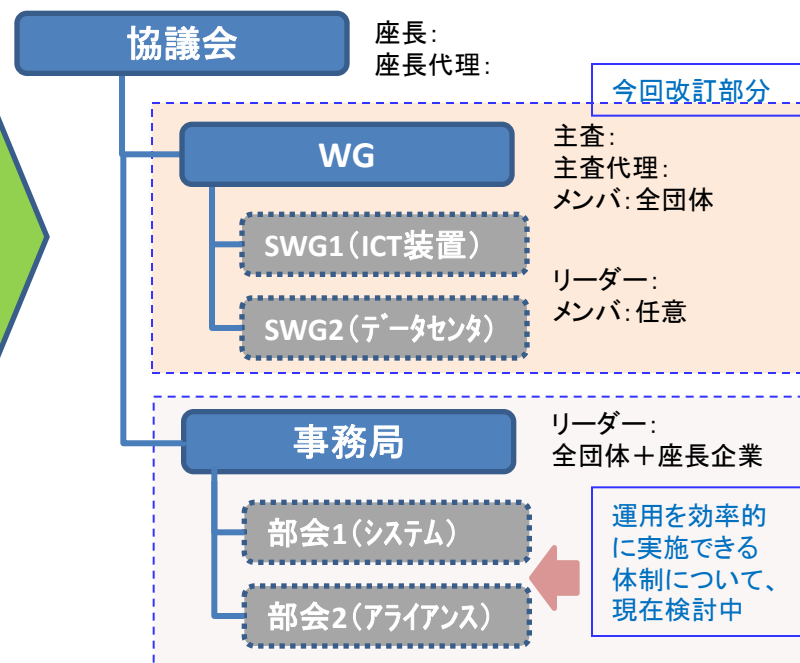 協議会
座長：
座長代理：
今回改訂部分
WG
主査：
主査代理：
メンバ：全団体
SWG1（ICT装置）
リーダー：
メンバ：任意
SWG2（ﾃﾞｰﾀｾﾝﾀ）
事務局
リーダー：
全団体＋座長企業
部会1（ｼｽﾃﾑ）
部会2（ｱﾗｲｱﾝｽ）
運用を効率的
に実施できる
体制について、
現在検討中